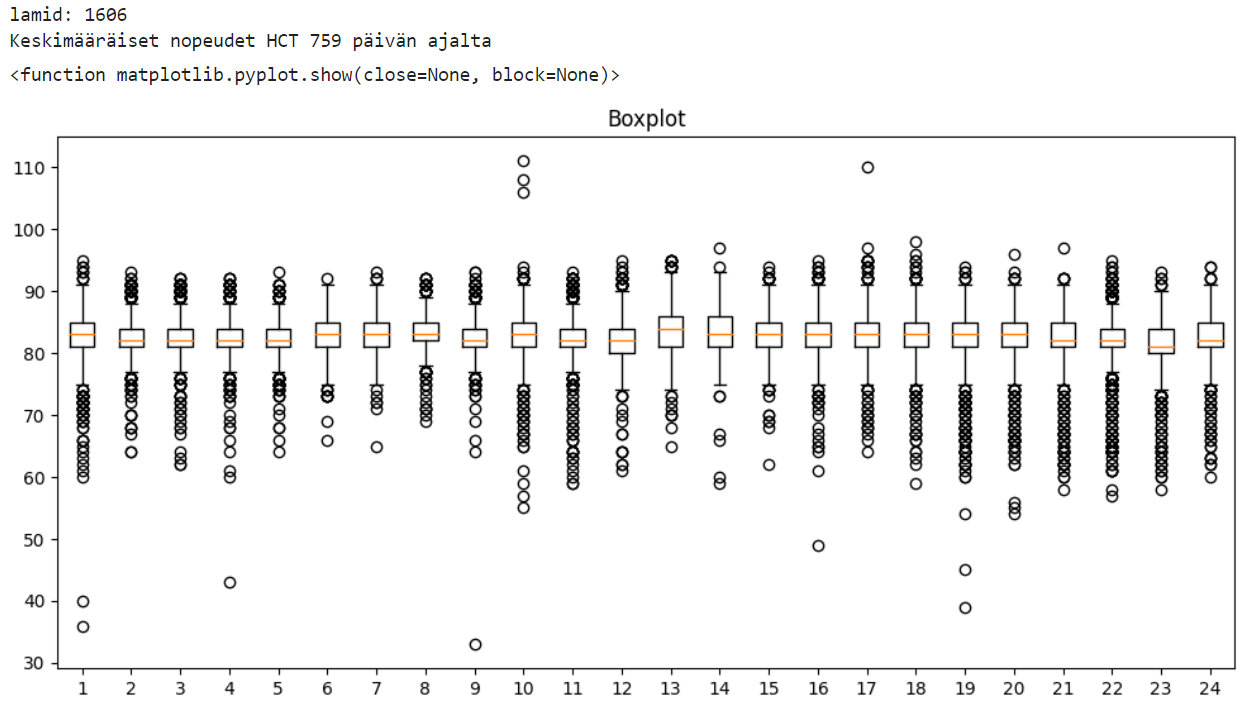 lamid: 1606
Keskimääräiset nopeudet HCT 759 päivän ajalta
<function matplotlib.pyplot.show(close=None, block=None)>
Boxplot
110
100
90
80
70
60
50
40
30
1 2 3 4 5 6 7 8 9 10 11 12 13 14 15 16 17 18 19 20 21 22 23 24